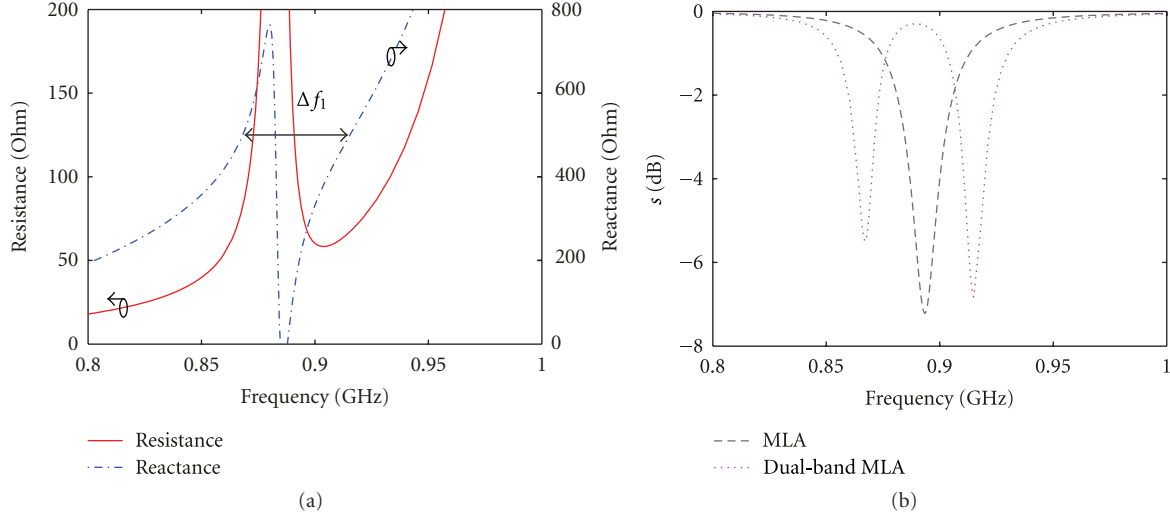 200
150
100
50
0
Resistance (Ohm)
800
600
400
200
0
Reactance (Ohm)
Δf1
0.8
0.85
0.9
0.95
1
Frequency (GHz)
Resistance
Reactance
(a)
0
−2
−4
−6
−8
s (dB)
0.8
0.85
0.9
0.95
1
Frequency (GHz)
MLA
Dual-band MLA
(b)